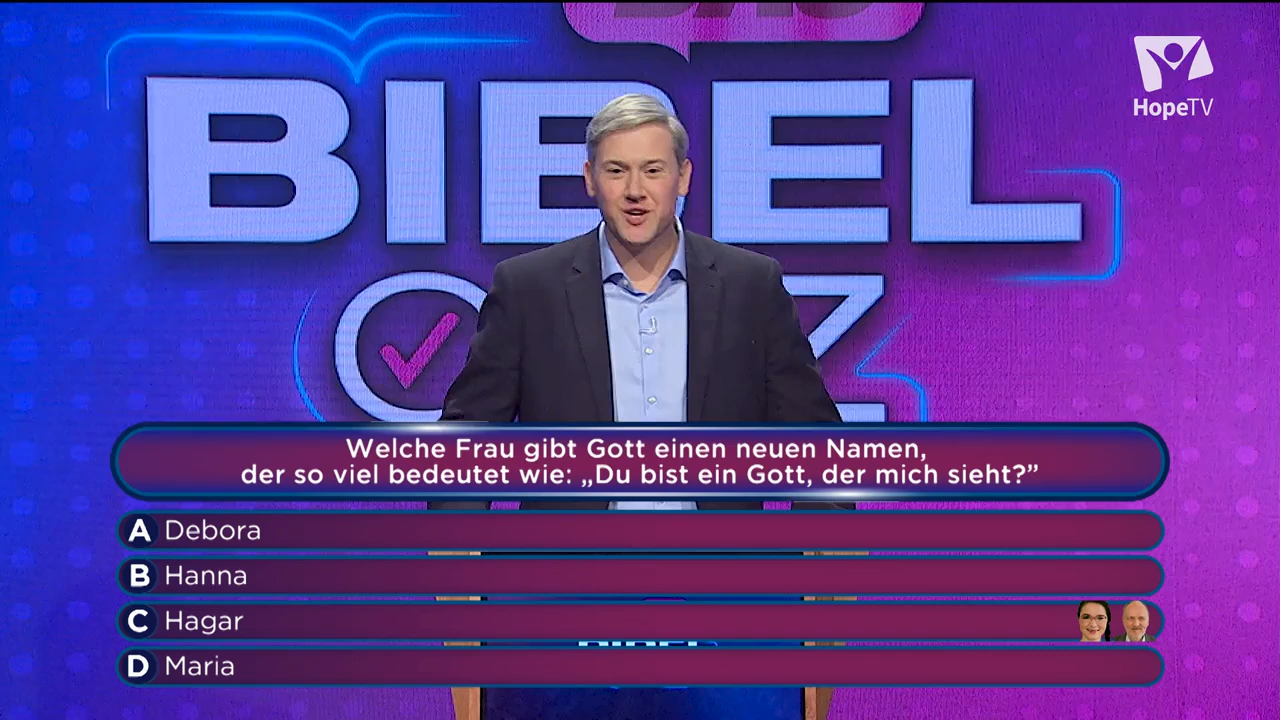 HopeTV
BIBEL
Welche Frau gibt Gott einen neuen Namen,
der so viel bedeutet wie: „Du bist ein Gott, der mich sieht?”
A Debora
B Hanna
C Hagar
D Maria